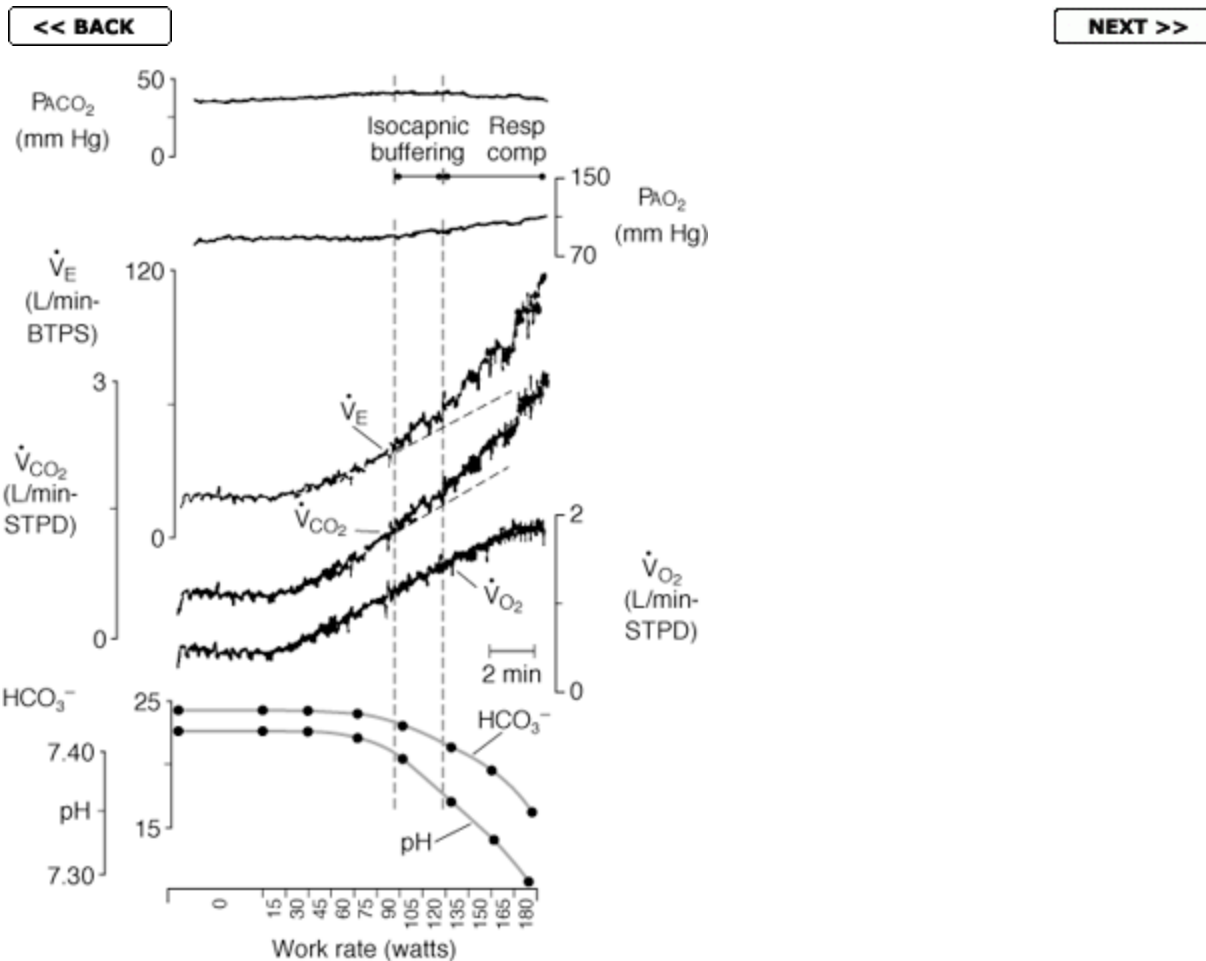 << BACK
NEXT >>
50
PACO₂
(mm Hg)
0
Isocapnic Resp
buffering comp
150
PAO₂
(mm Hg)
70
V̇E
(L/min-
BTPS)
120
0
3
V̇CO₂
(L/min-
STPD)
0
V̇E
V̇CO₂
V̇O₂
2
V̇O₂
(L/min-
STPD)
0
2 min
HCO₃⁻
25
15
HCO₃⁻
7.40
pH
7.30
pH
0 15 30 45 60 75 90 105 120 135 150 165 180
Work rate (watts)